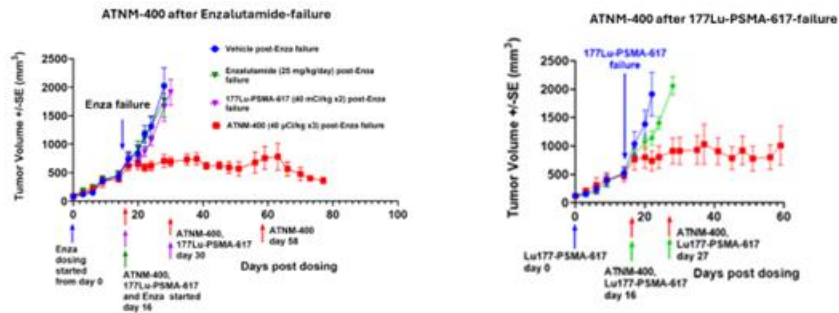 ATNM-400 after Enzalutamide-failure
Tumor Volume +/-SE (mm³)
2500
2000
1500
1000
500
0
Enza failure
Vehicle post-Enza failure
Enzalutamide (25 mg/kg/day) post-Enza
failure
177Lu-PSMA-617 (40 mCi/kg x2) post-Enza
failure
ATNM-400 (40 µCi/kg x3) post-Enza failure
0
20
40
60
80
100
Enza
dosing
started
from day 0
ATNM-400,
177Lu-PSMA-617
and Enza started
day 16
ATNM-400,
177Lu-PSMA-617
day 30
ATNM-400
day 58
Days post dosing
ATNM-400 after 177Lu-PSMA-617-failure
Tumor Volume +/-SE (mm³)
2500
2000
1500
1000
500
0
177Lu-PSMA-617
failure
0
20
40
60
Lu177-PSMA-617
day 0
ATNM-400,
Lu177-PSMA-617
day 16
ATNM-400,
Lu177-PSMA-617
day 27
Days post dosing